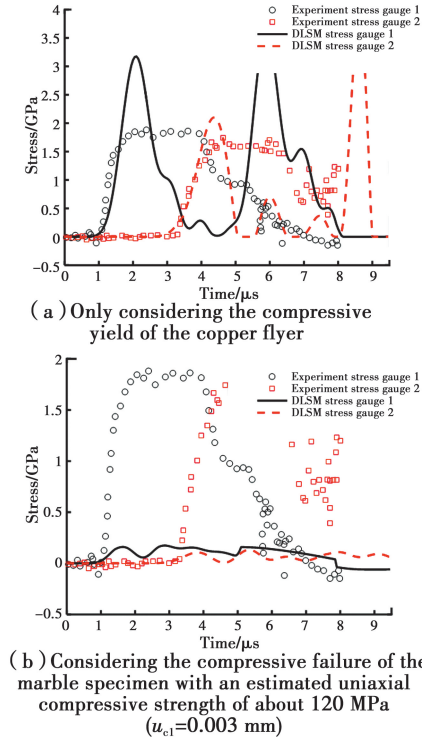 4
3.5
3
2.5
2
1.5
1
0.5
0
−0.5
Stress/GPa
Experiment stress gauge 1
Experiment stress gauge 2
DLSM stress gauge 1
DLSM stress gauge 2
0 1 2 3 4 5 6 7 8 9
Time/μs
(a) Only considering the compressive
yield of the copper flyer
2
1.5
1
0.5
0
−0.5
Stress/GPa
Experiment stress gauge 1
Experiment stress gauge 2
DLSM stress gauge 1
DLSM stress gauge 2
0 1 2 3 4 5 6 7 8 9
Time/μs
(b) Considering the compressive failure of the
marble specimen with an estimated uniaxial
compressive strength of about 120 MPa
(u_c1=0.003 mm)